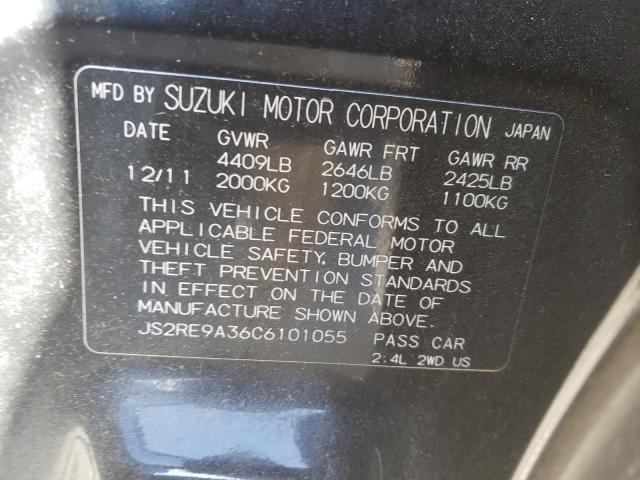 MFD BY SUZUKI MOTOR CORPORATION JAPAN
DATE GVWR GAWR FRT GAWR RR
4409LB 2646LB 2425LB
12/11 2000KG 1200KG 1100KG
THIS VEHICLE CONFORMS TO ALL
APPLICABLE FEDERAL MOTOR
VEHICLE SAFETY, BUMPER AND
THEFT PREVENTION STANDARDS
IN EFFECT ON THE DATE OF
MANUFACTURE SHOWN ABOVE.
JS2RE9A36C6101055 PASS CAR
2.4L 2WD US